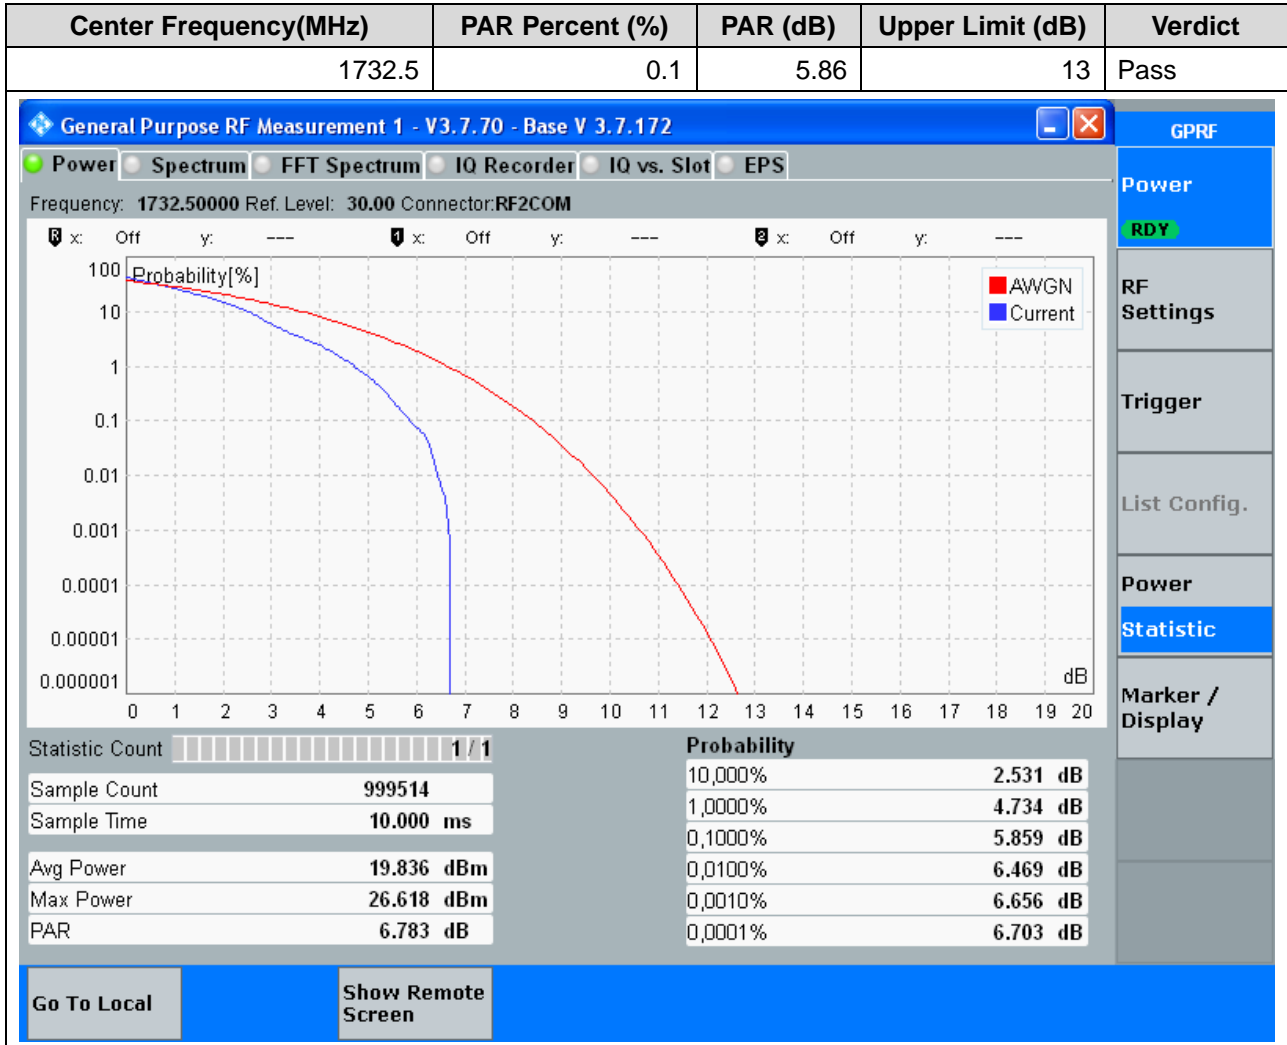 Center Frequency(MHz) PAR Percent (%) PAR (dB) Upper Limit (dB) Verdict
1732.5 0.1 5.86 13 Pass
General Purpose RF Measurement 1 - V3.7.70 - Base V 3.7.172
GPRF
Power Spectrum FFT Spectrum IQ Recorder IQ vs. Slot EPS
Power
RDY
Frequency: 1732.50000 Ref. Level: 30.00 Connector:RF2COM
R x: Off y: --- 1 x: Off y: --- 2 x: Off y: ---
Probability[%]
AWGN
Current
100
10
1
0.1
0.01
0.001
0.0001
0.00001
0.000001
dB
0 1 2 3 4 5 6 7 8 9 10 11 12 13 14 15 16 17 18 19 20
RF
Settings
Trigger
List Config.
Power
Statistic
Marker /
Display
Statistic Count 1 / 1
Sample Count 999514
Sample Time 10.000 ms
Avg Power 19.836 dBm
Max Power 26.618 dBm
PAR 6.783 dB
Probability
10,000% 2.531 dB
1,0000% 4.734 dB
0,1000% 5.859 dB
0,0100% 6.469 dB
0,0010% 6.656 dB
0,0001% 6.703 dB
Go To Local
Show Remote
Screen